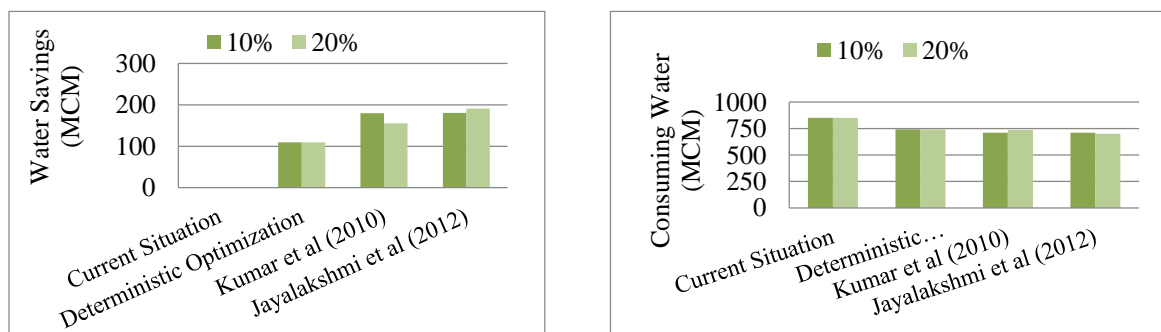 10% 20%
Water Savings
(MCM)
300
200
100
0
Current Situation
Deterministic Optimization
Kumar et al (2010)
Jayalakshmi et al (2012)
10% 20%
Consuming Water
(MCM)
1000
750
500
250
0
Current Situation
Deterministic…
Kumar et al (2010)
Jayalakshmi et al (2012)